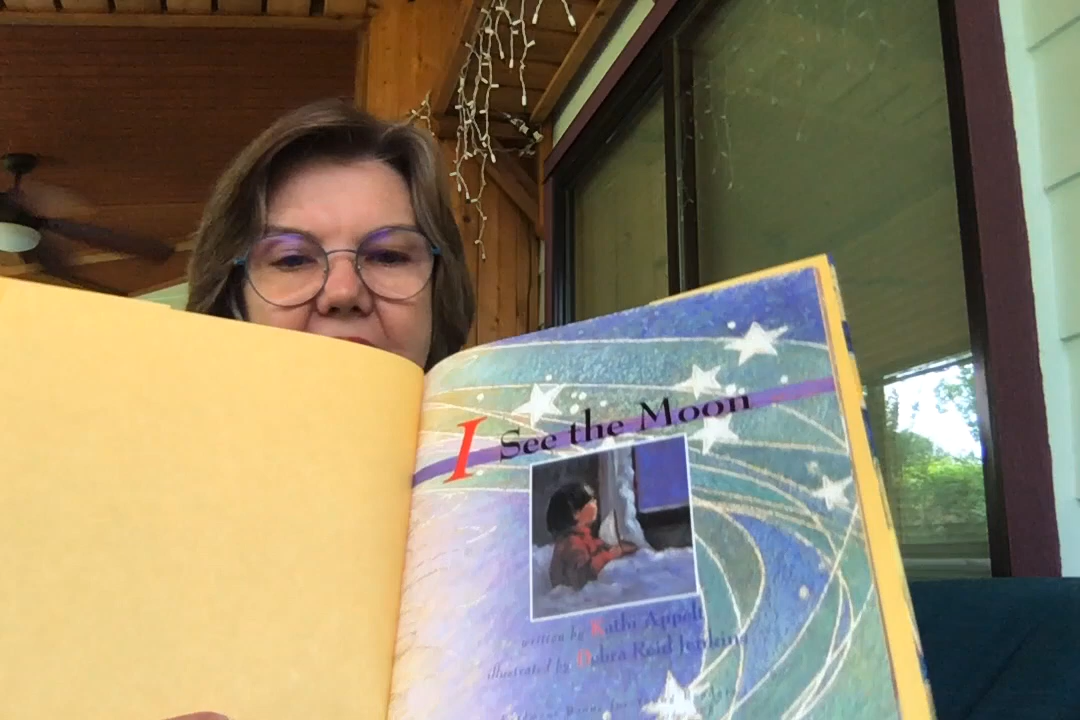 I See the Moon
written by Kathi Appelt
illustrated by Debra Reid Jenkins